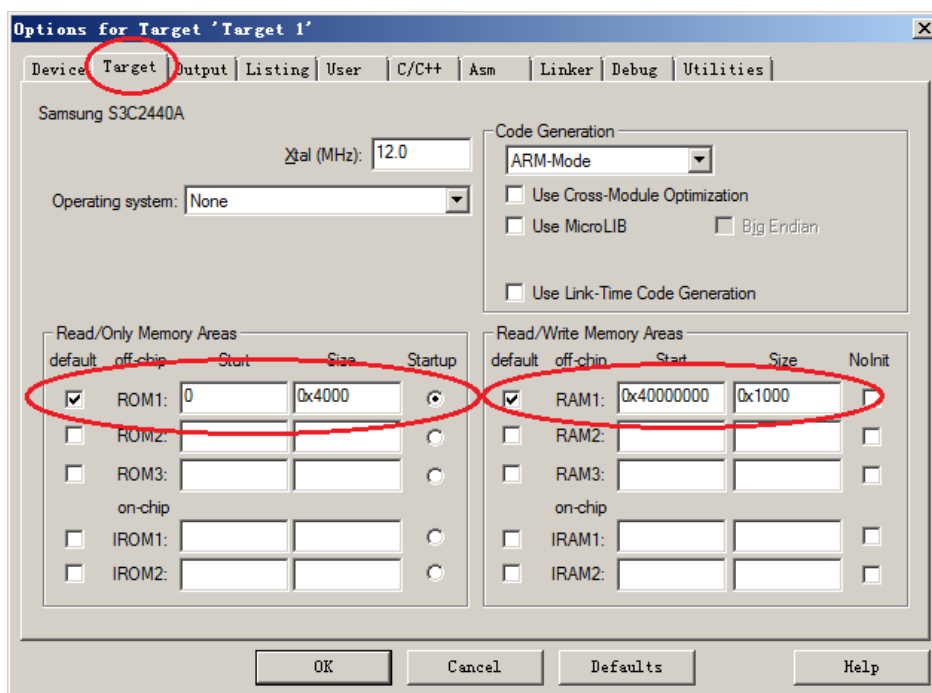 Options for Target 'Target 1'
Device Target Output Listing User C/C++ Asm Linker Debug Utilities
Samsung S3C2440A
Xtal (MHz): 12.0
Operating system: None
Code Generation
ARM-Mode
Use Cross-Module Optimization
Use MicroLIB Big Endian
Use Link-Time Code Generation
Read/Only Memory Areas
default off-chip Start Size Startup
ROM1: 0 0x4000
ROM2:
ROM3:
on-chip
IROM1:
IROM2:
Read/Write Memory Areas
default off-chip Start Size NoInit
RAM1: 0x40000000 0x1000
RAM2:
RAM3:
on-chip
IRAM1:
IRAM2:
OK Cancel Defaults Help